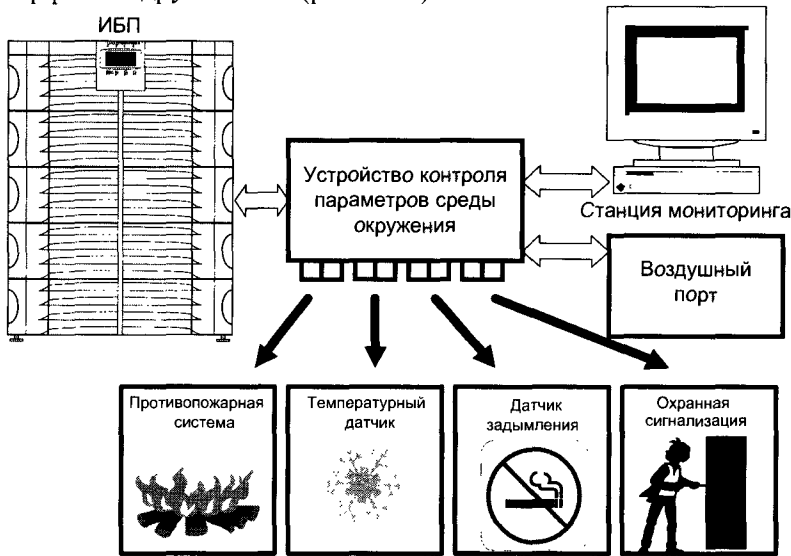 ИБП
Устройство контроля
параметров среды
окружения
Станция мониторинга
Воздушный
порт
Противопожарная
система
Температурный
датчик
Датчик
задымления
Охранная
сигнализация